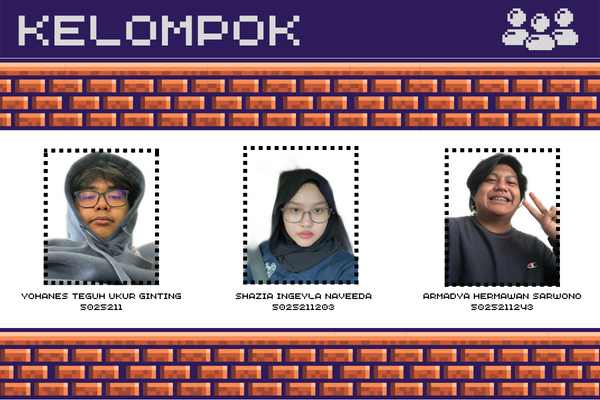 KELOMPOK
YOHANES TEGUH UKUR GINTING
5025211
SHAZIA INGEYLA NAVEEDA
5025211203
ARMADYA HERMAWAN SARWONO
5025211243